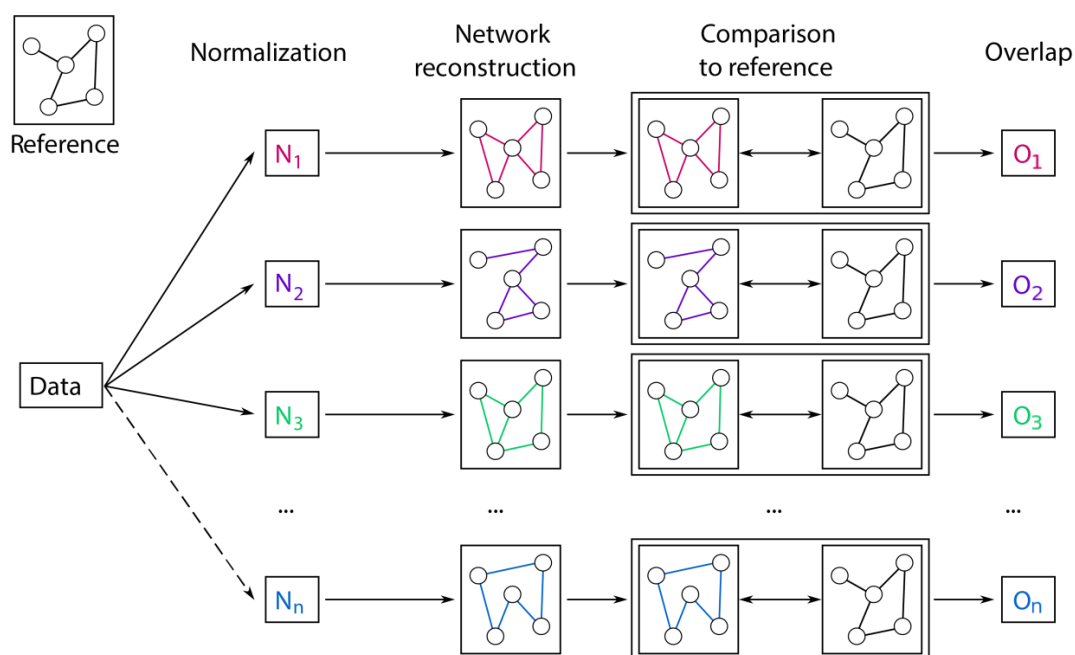 Reference
Normalization
Network
reconstruction
Comparison
to reference
Overlap
N1
O1
N2
O2
Data
N3
O3
... ... ... ...
Nn
On